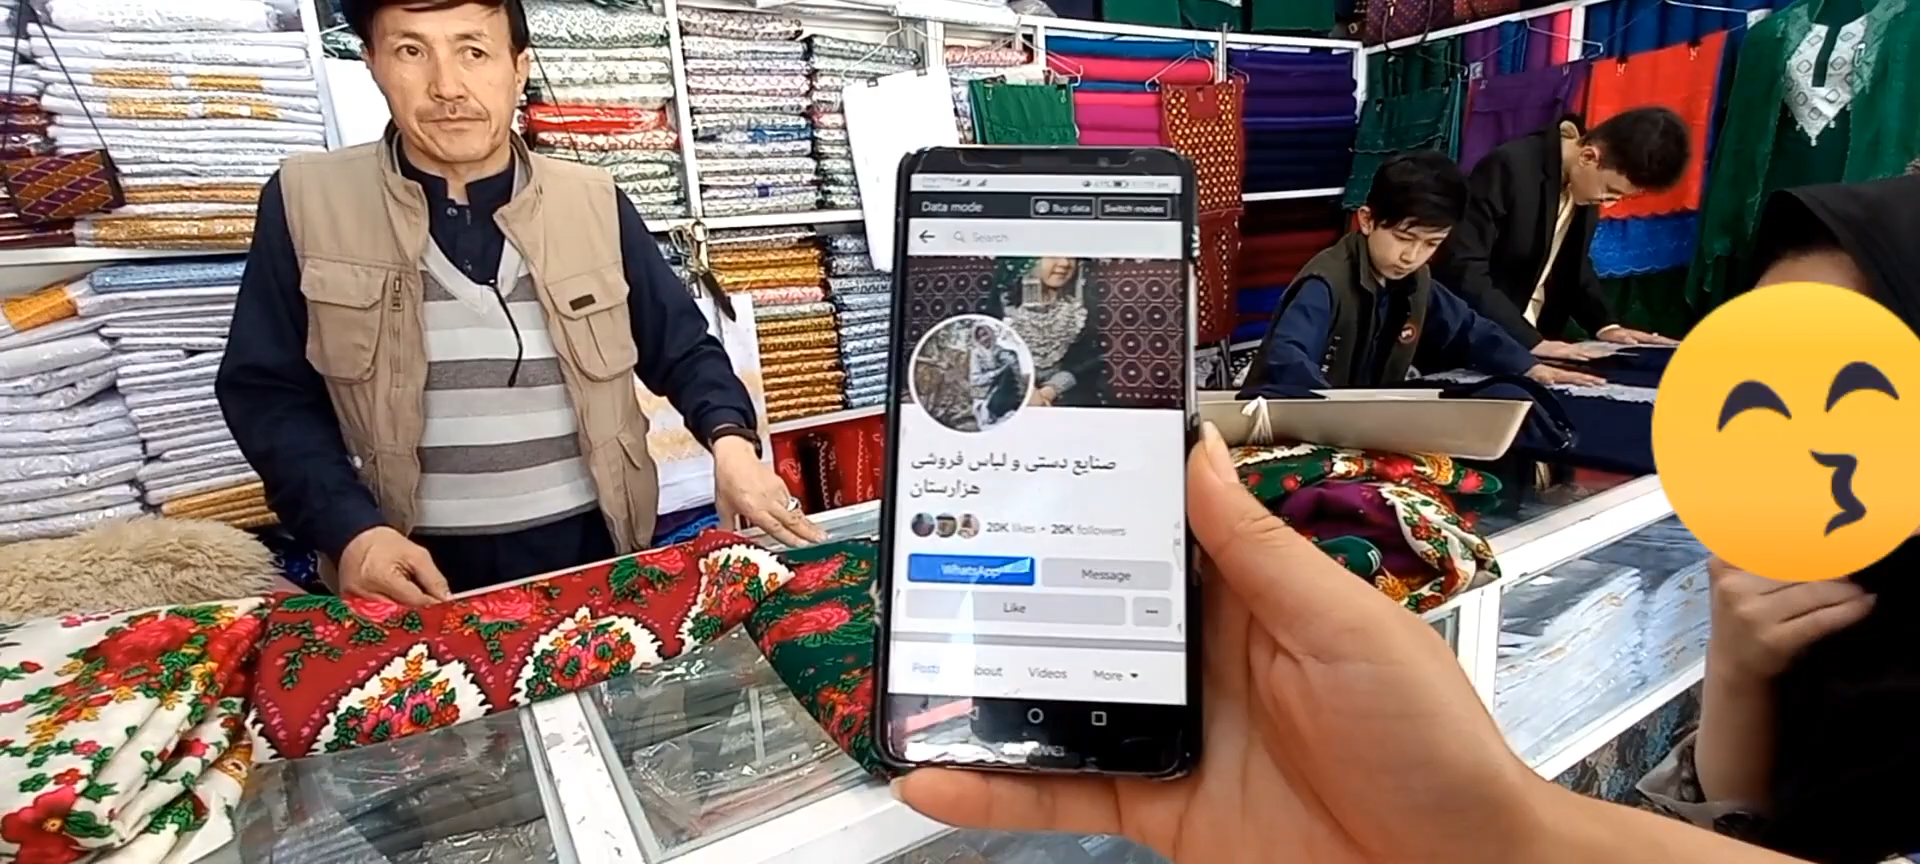 Data mode
Buy data
Switch modes
Search
صنایع دستی و لباس فروشی
هزارستان
20K likes • 20K followers
WhatsApp
Message
Like
Posts
About
Videos
More